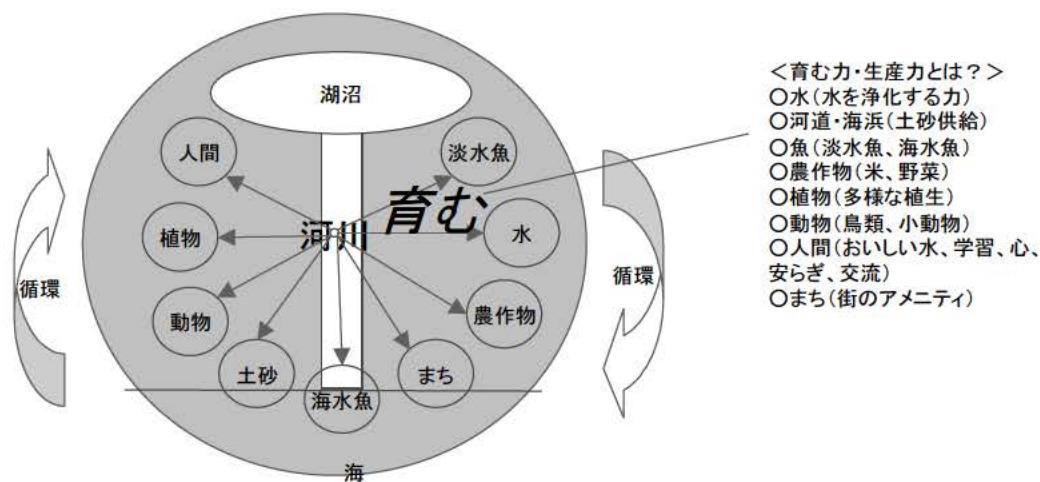 湖沼
人間
淡水魚
育む
河川
植物
水
循環
循環
動物
農作物
土砂
まち
海水魚
海
＜育む力・生産力とは？＞
○水（水を浄化する力）
○河道・海浜（土砂供給）
○魚（淡水魚、海水魚）
○農作物（米、野菜）
○植物（多様な植生）
○動物（鳥類、小動物）
○人間（おいしい水、学習、心、
安らぎ、交流）
○まち（街のアメニティ）